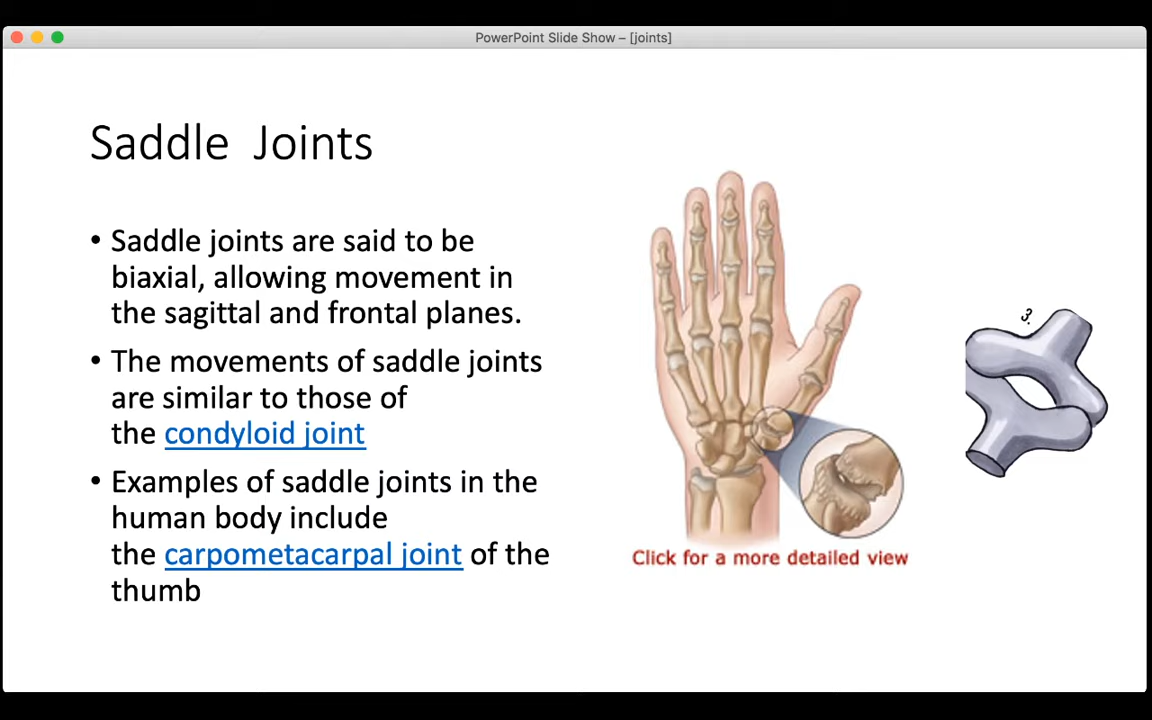 PowerPoint Slide Show – [joints]
Saddle Joints
• Saddle joints are said to be
biaxial, allowing movement in
the sagittal and frontal planes.
• The movements of saddle joints
are similar to those of
the condyloid joint
• Examples of saddle joints in the
human body include
the carpometacarpal joint of the
thumb
Click for a more detailed view
3.